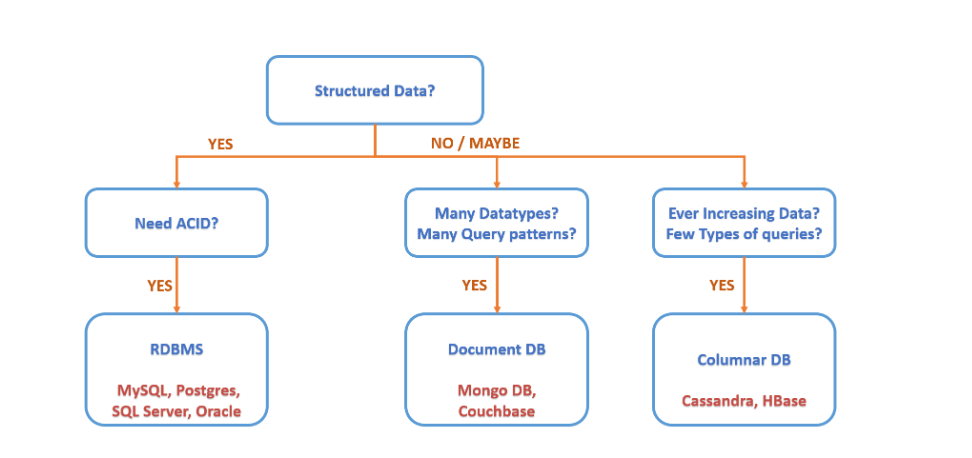 Structured Data?
YES
NO / MAYBE
Need ACID?
Many Datatypes?
Many Query patterns?
Ever Increasing Data?
Few Types of queries?
YES
YES
YES
RDBMS
MySQL, Postgres,
SQL Server, Oracle
Document DB
Mongo DB,
Couchbase
Columnar DB
Cassandra, HBase